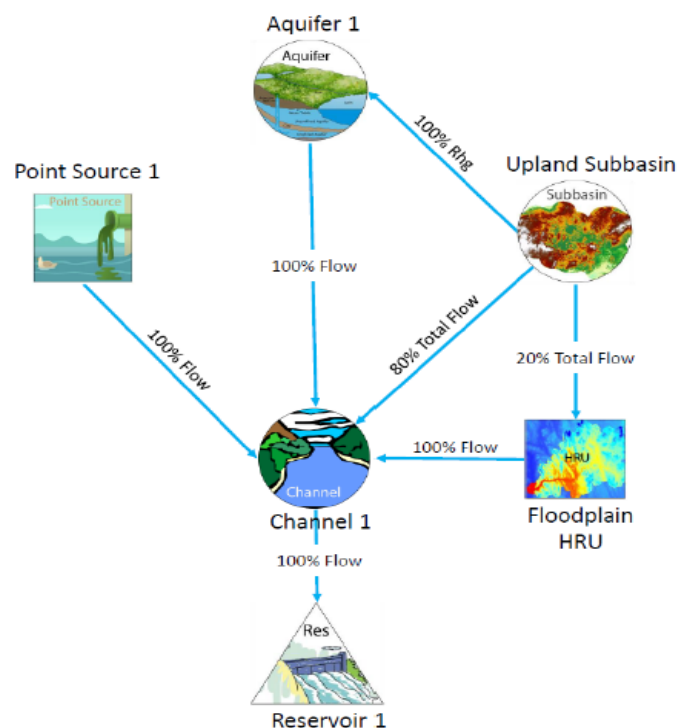 Aquifer 1
Aquifer
100% Rhg
Point Source 1
Point Source
Upland Subbasin
Subbasin
100% Flow
100% Flow
80% Total Flow
20% Total Flow
100% Flow
HRU
Channel
Channel 1
Floodplain
HRU
100% Flow
Res
Reservoir 1